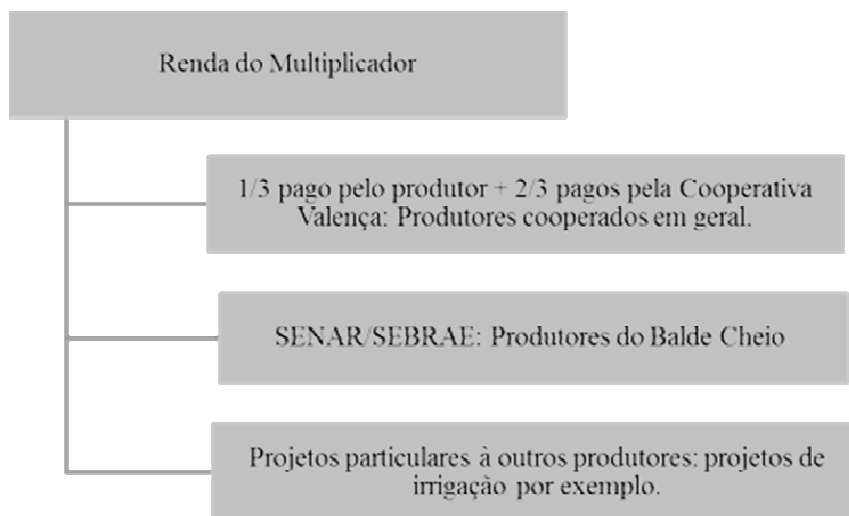 Renda do Multiplicador
1/3 pago pelo produtor + 2/3 pagos pela Cooperativa
Valença: Produtores cooperados em geral.
SENAR/SEBRAE: Produtores do Balde Cheio
Projetos particulares à outros produtores: projetos de
irrigação por exemplo.